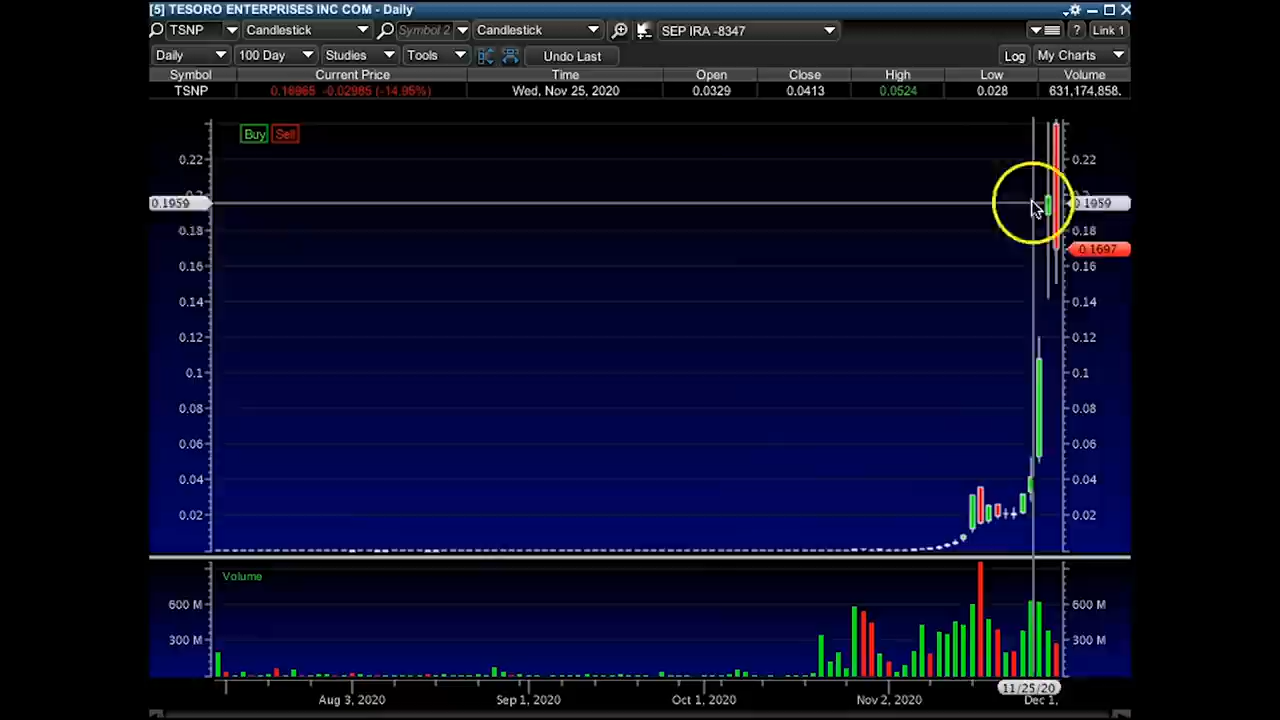 [5] TESORO ENTERPRISES INC COM - Daily
TSNP Candlestick Symbol 2 Candlestick SEP IRA -8347 ? Link 1
Daily 100 Day Studies Tools Undo Last Log My Charts
Symbol Current Price Time Open Close High Low Volume
TSNP 0.16965 -0.02985 (-14.95%) Wed, Nov 25, 2020 0.0329 0.0413 0.0524 0.028 631,174,858.
Buy Sell
0.22 0.22
0.1959 0.1959
0.18 0.18
0.1697
0.16 0.16
0.14 0.14
0.12 0.12
0.1 0.1
0.08 0.08
0.06 0.06
0.04 0.04
0.02 0.02
Volume
600 M 600 M
300 M 300 M
11/25/20
Aug 3, 2020 Sep 1, 2020 Oct 1, 2020 Nov 2, 2020 Dec 1,